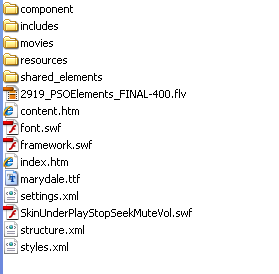 component
includes
movies
resources
shared_elements
2919_PSOElements_FINAL-400.flv
content.htm
font.swf
framework.swf
index.htm
marydale.ttf
settings.xml
SkinUnderPlayStopSeekMuteVol.swf
structure.xml
styles.xml